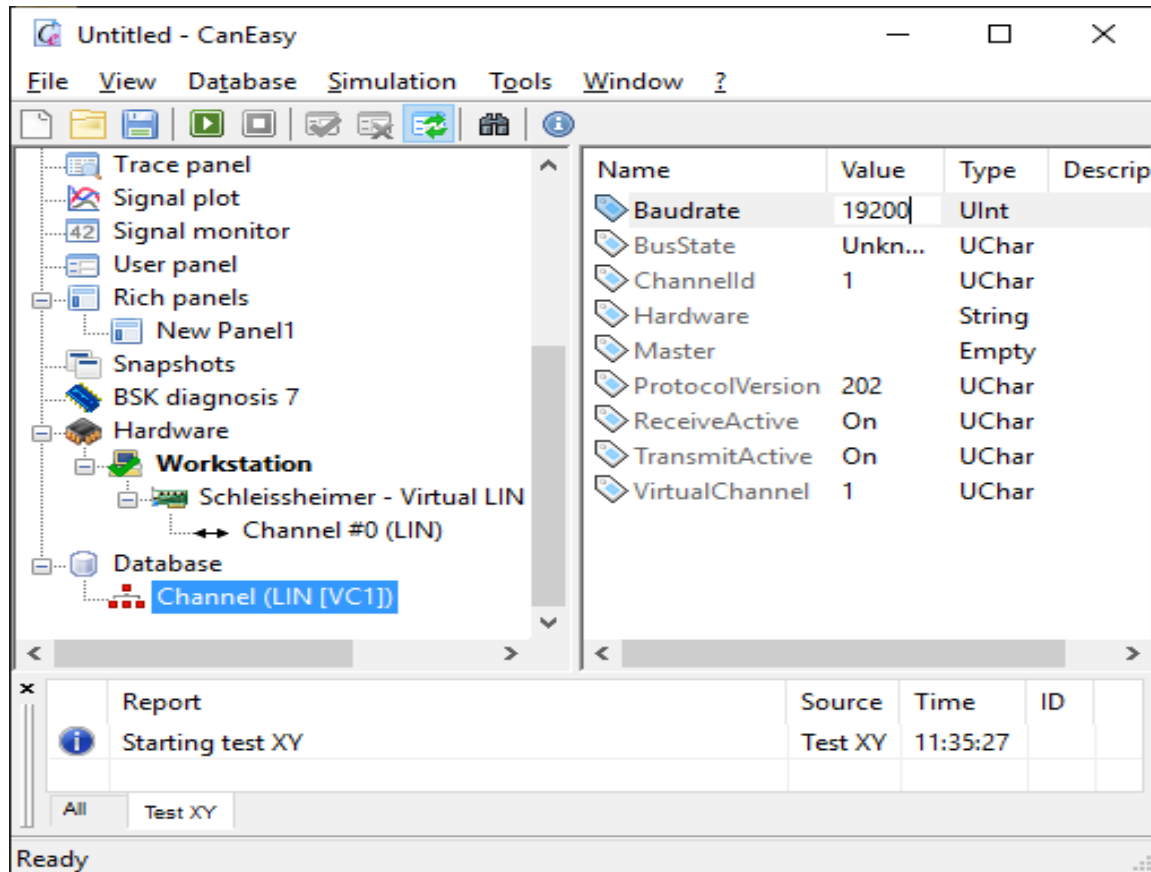 Untitled - CanEasy
File View Database Simulation Tools Window ?
Trace panel
Signal plot
42 Signal monitor
User panel
Rich panels
New Panel1
Snapshots
BSK diagnosis 7
Hardware
Workstation
Schleissheimer - Virtual LIN
Channel #0 (LIN)
Database
Channel (LIN [VC1])
Name Value Type Descrip
Baudrate 19200 UInt
BusState Unkn... UChar
ChannelId 1 UChar
Hardware String
Master Empty
ProtocolVersion 202 UChar
ReceiveActive On UChar
TransmitActive On UChar
VirtualChannel 1 UChar
Report Source Time ID
Starting test XY Test XY 11:35:27
All Test XY
Ready